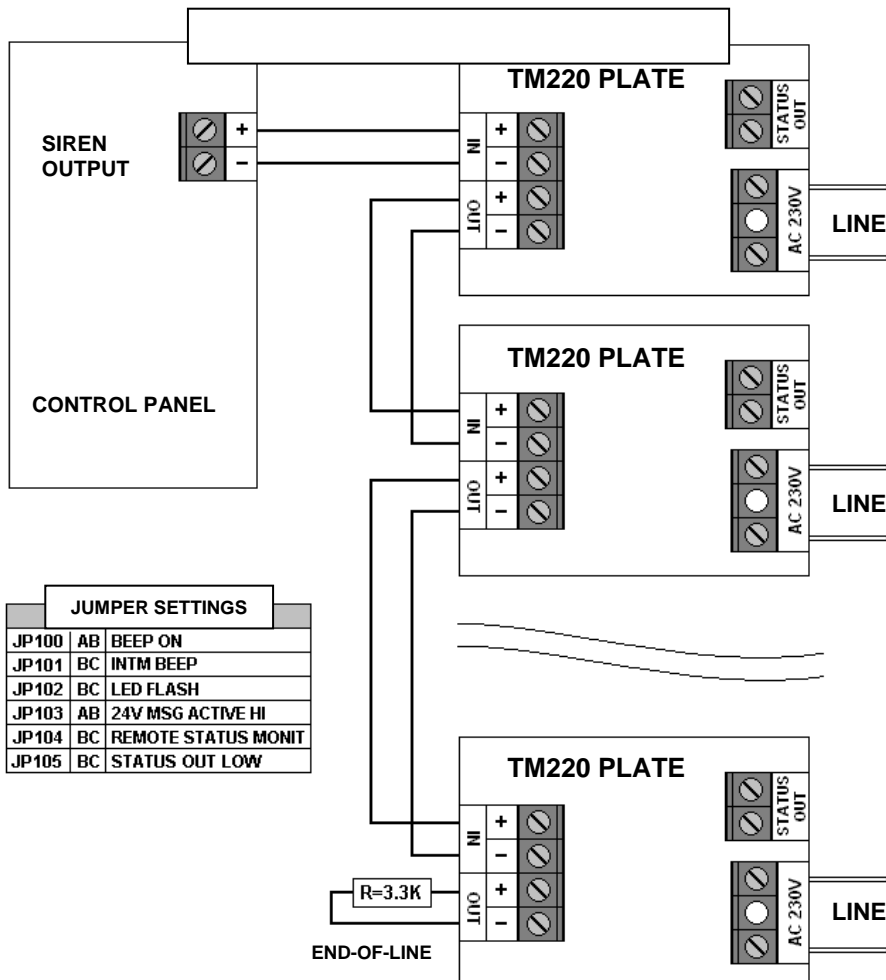 SIREN
OUTPUT
+
−
CONTROL PANEL
TM220 PLATE
IN
+
−
OUT
+
−
STATUS
OUT
AC 230V
LINE
TM220 PLATE
IN
+
−
OUT
+
−
STATUS
OUT
AC 230V
LINE
JUMPER SETTINGS
JP100 AB BEEP ON
JP101 BC INTM BEEP
JP102 BC LED FLASH
JP103 AB 24V MSG ACTIVE HI
JP104 BC REMOTE STATUS MONIT
JP105 BC STATUS OUT LOW
TM220 PLATE
IN
+
−
OUT
+
−
STATUS
OUT
AC 230V
LINE
R=3.3K
END-OF-LINE